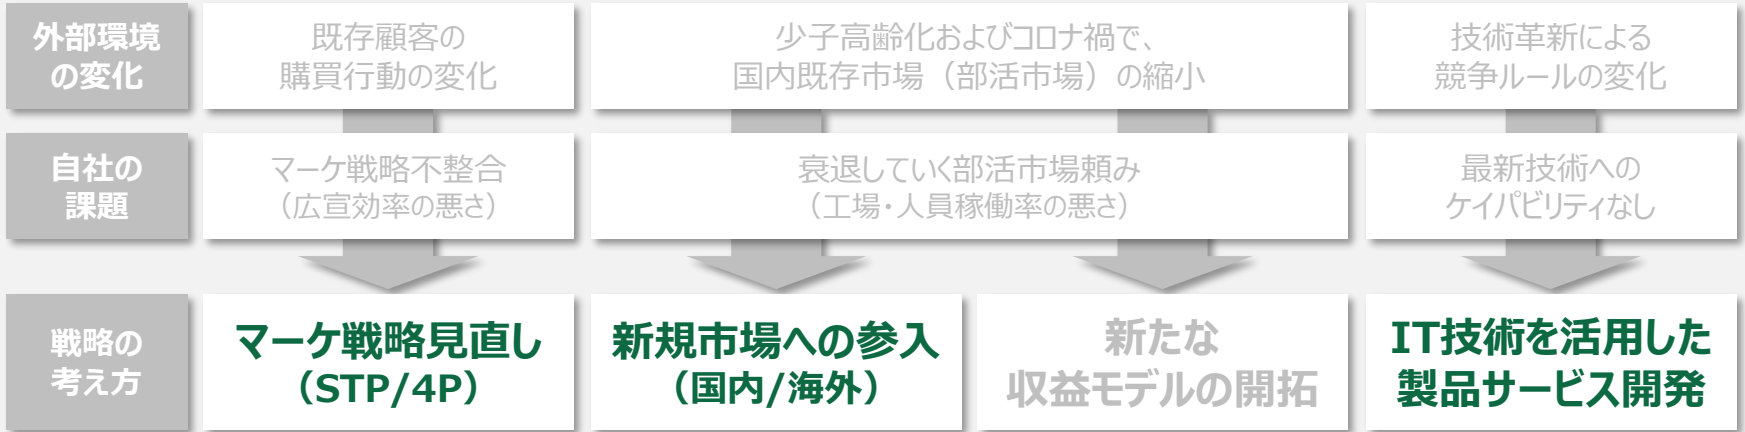 外部環境
の変化
既存顧客の
購買行動の変化
少子高齢化およびコロナ禍で、
国内既存市場（部活市場）の縮小
技術革新による
競争ルールの変化
自社の
課題
マーケ戦略不整合
（広宣効率の悪さ）
衰退していく部活市場頼み
（工場・人員稼働率の悪さ）
最新技術への
ケイパビリティなし
戦略の
考え方
マーケ戦略見直し
（STP/4P）
新規市場への参入
（国内/海外）
新たな
収益モデルの開拓
IT技術を活用した
製品サービス開発